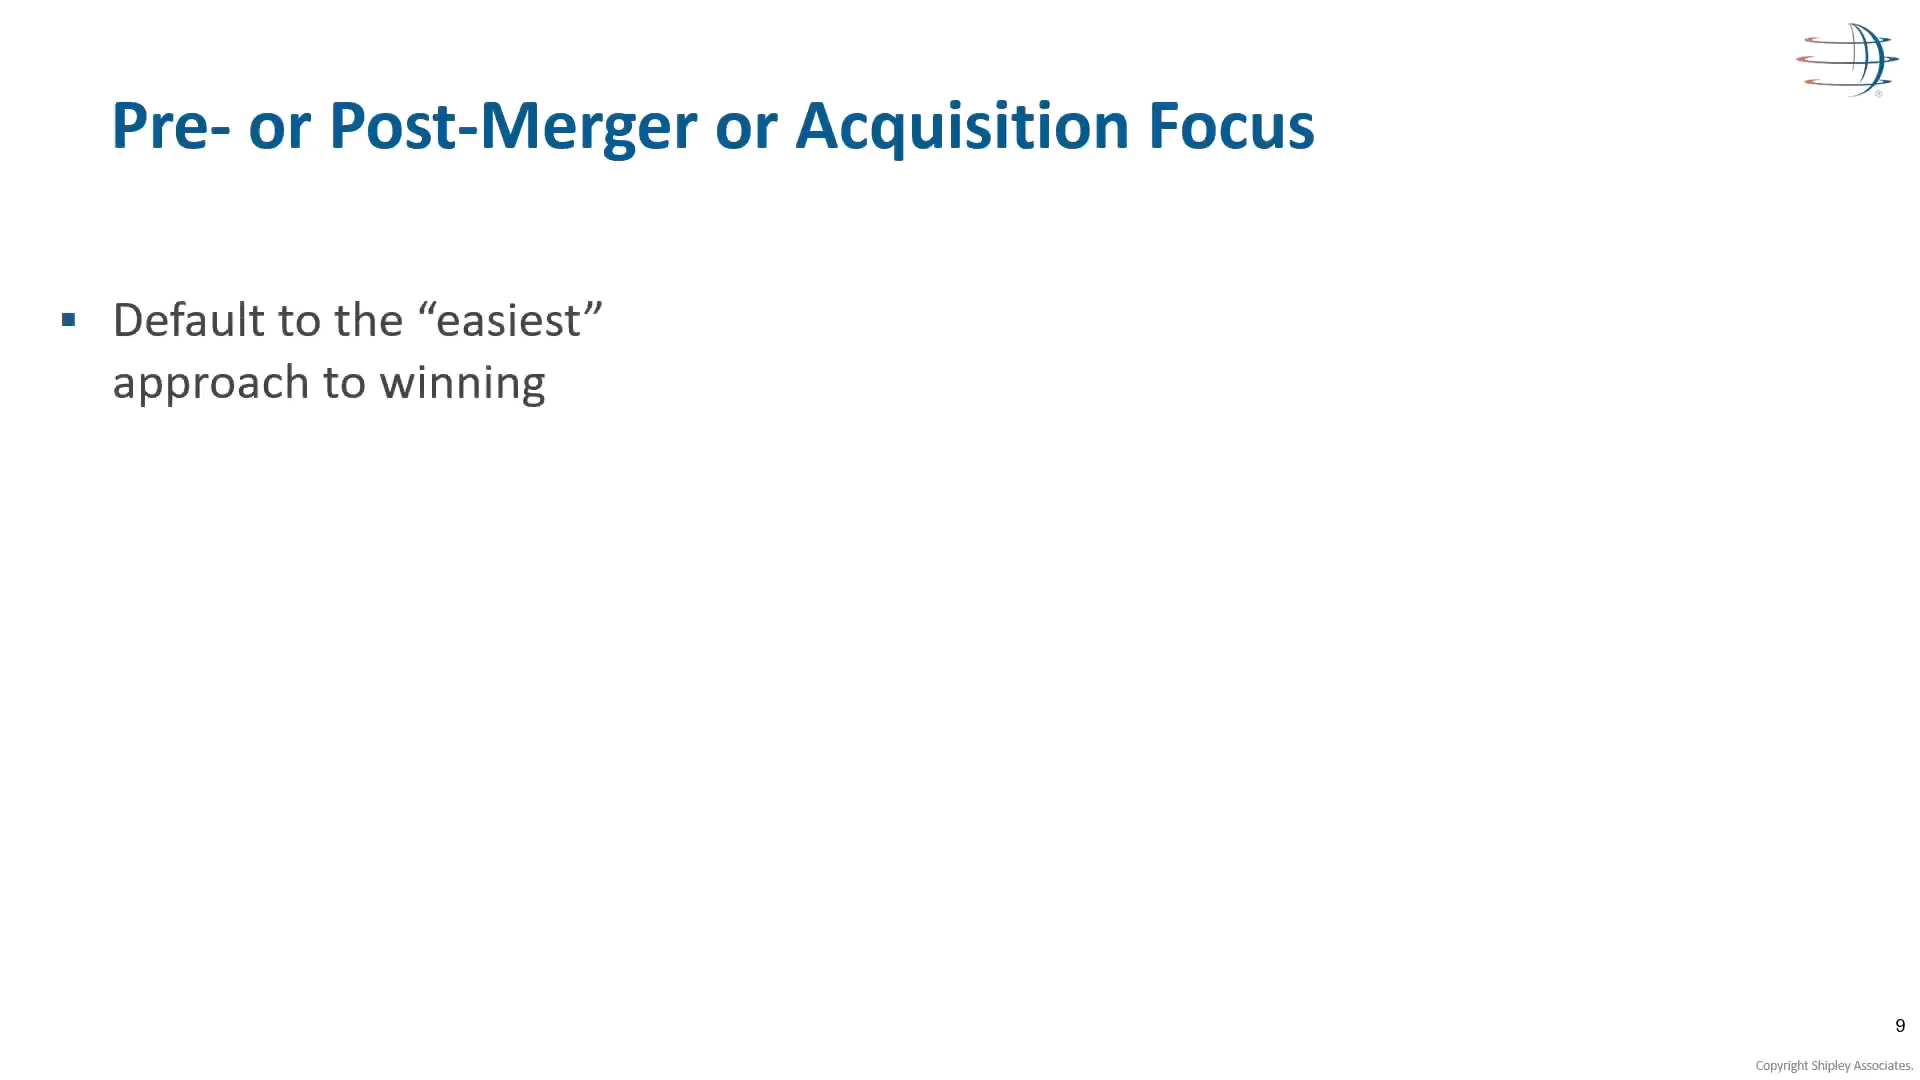 Pre- or Post-Merger or Acquisition Focus
▪ Default to the “easiest”
approach to winning
9
Copyright Shipley Associates.